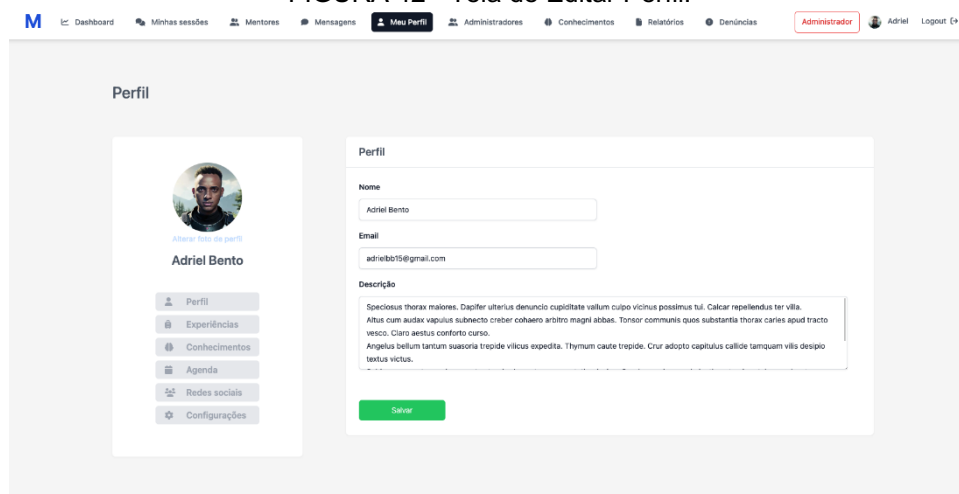 FIGURA 42 - Tela de Editar Perfil.
M Dashboard Minhas sessões Mentores Mensagens Meu Perfil Administradores Conhecimentos Relatórios Denúncias Administrador Adriel Logout
Perfil
Alterar foto de perfil
Adriel Bento
Perfil
Experiências
Conhecimentos
Agenda
Redes sociais
Configurações
Perfil
Nome
Adriel Bento
Email
adrielbb15@gmail.com
Descrição
Speciosus thorax maiores. Dapifer ulterius denuncio cupiditate vallum culpo vicinus possimus tui. Calcar repellendus ter villa.
Altus cum audax vapulus subnecto creber cohaero arbitro magni abbas. Tonsor communis quos substantia thorax caries apud tracto
vesco. Claro aestus conforto curso.
Angelus bellum tantum suasoria trepide vilicus expedita. Thymum caute trepide. Crur adopto capitulus callide tamquam vilis desipio
textus victus.
Salvar